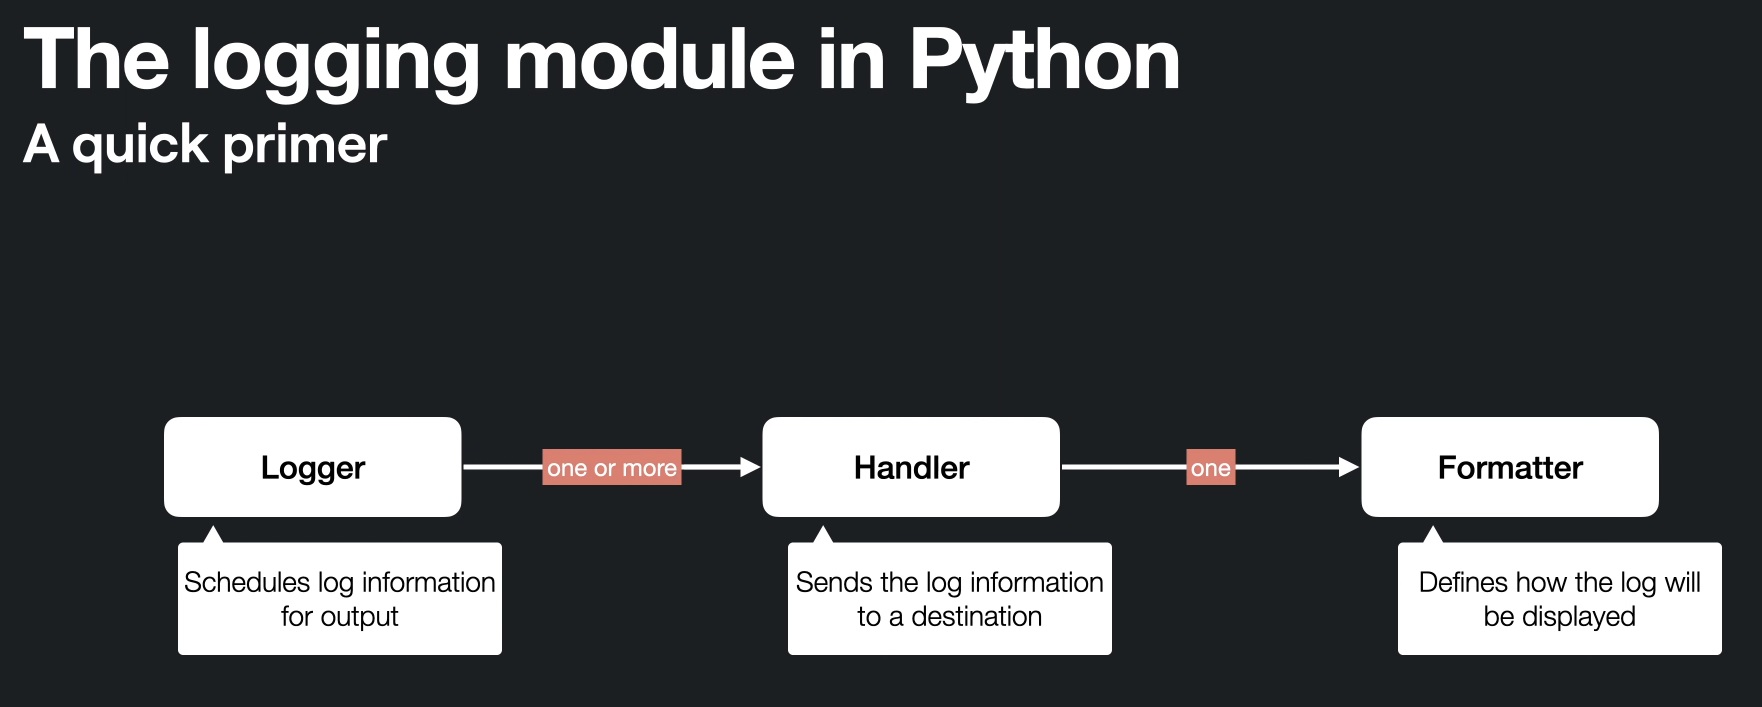 The logging module in Python
A quick primer
Logger
one or more
Handler
one
Formatter
Schedules log information
for output
Sends the log information
to a destination
Defines how the log will
be displayed